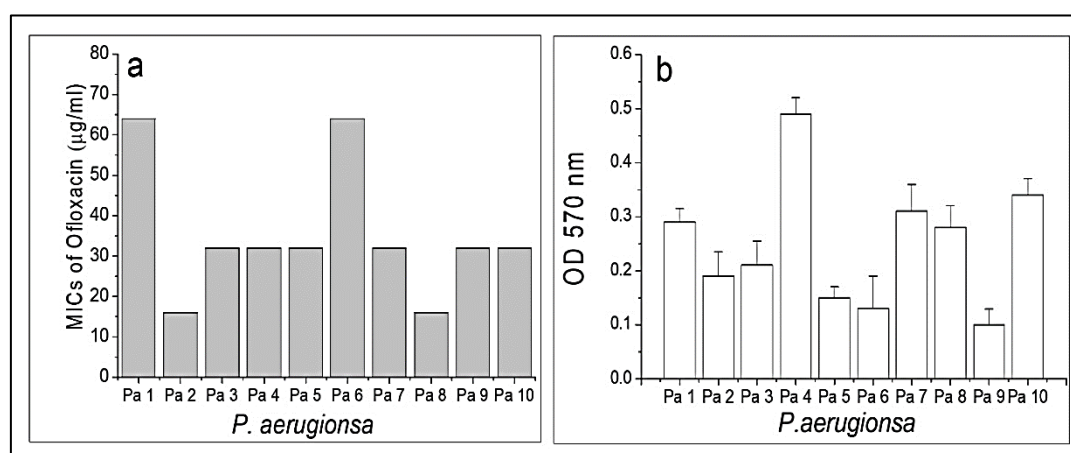 a
MICs of Ofloxacin (µg/ml)
80
70
60
50
40
30
20
10
0
Pa 1 Pa 2 Pa 3 Pa 4 Pa 5 Pa 6 Pa 7 Pa 8 Pa 9 Pa 10
P. aerugionsa
b
OD 570 nm
0.6
0.5
0.4
0.3
0.2
0.1
0.0
Pa 1 Pa 2 Pa 3 Pa 4 Pa 5 Pa 6 Pa 7 Pa 8 Pa 9 Pa 10
P.aerugionsa